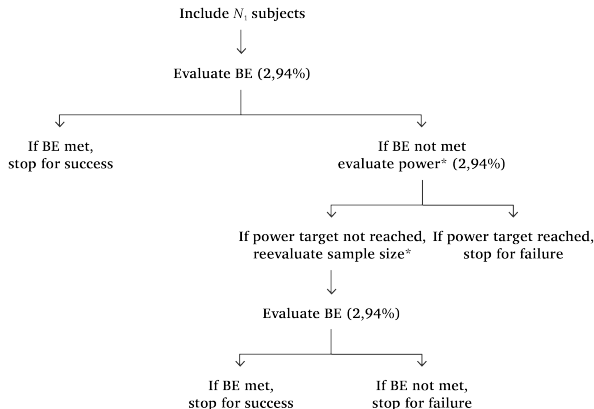 Include N₁ subjects
Evaluate BE (2,94%)
If BE met,
stop for success
If BE not met
evaluate power* (2,94%)
If power target not reached,
reevaluate sample size*
If power target reached,
stop for failure
Evaluate BE (2,94%)
If BE met,
stop for success
If BE not met,
stop for failure